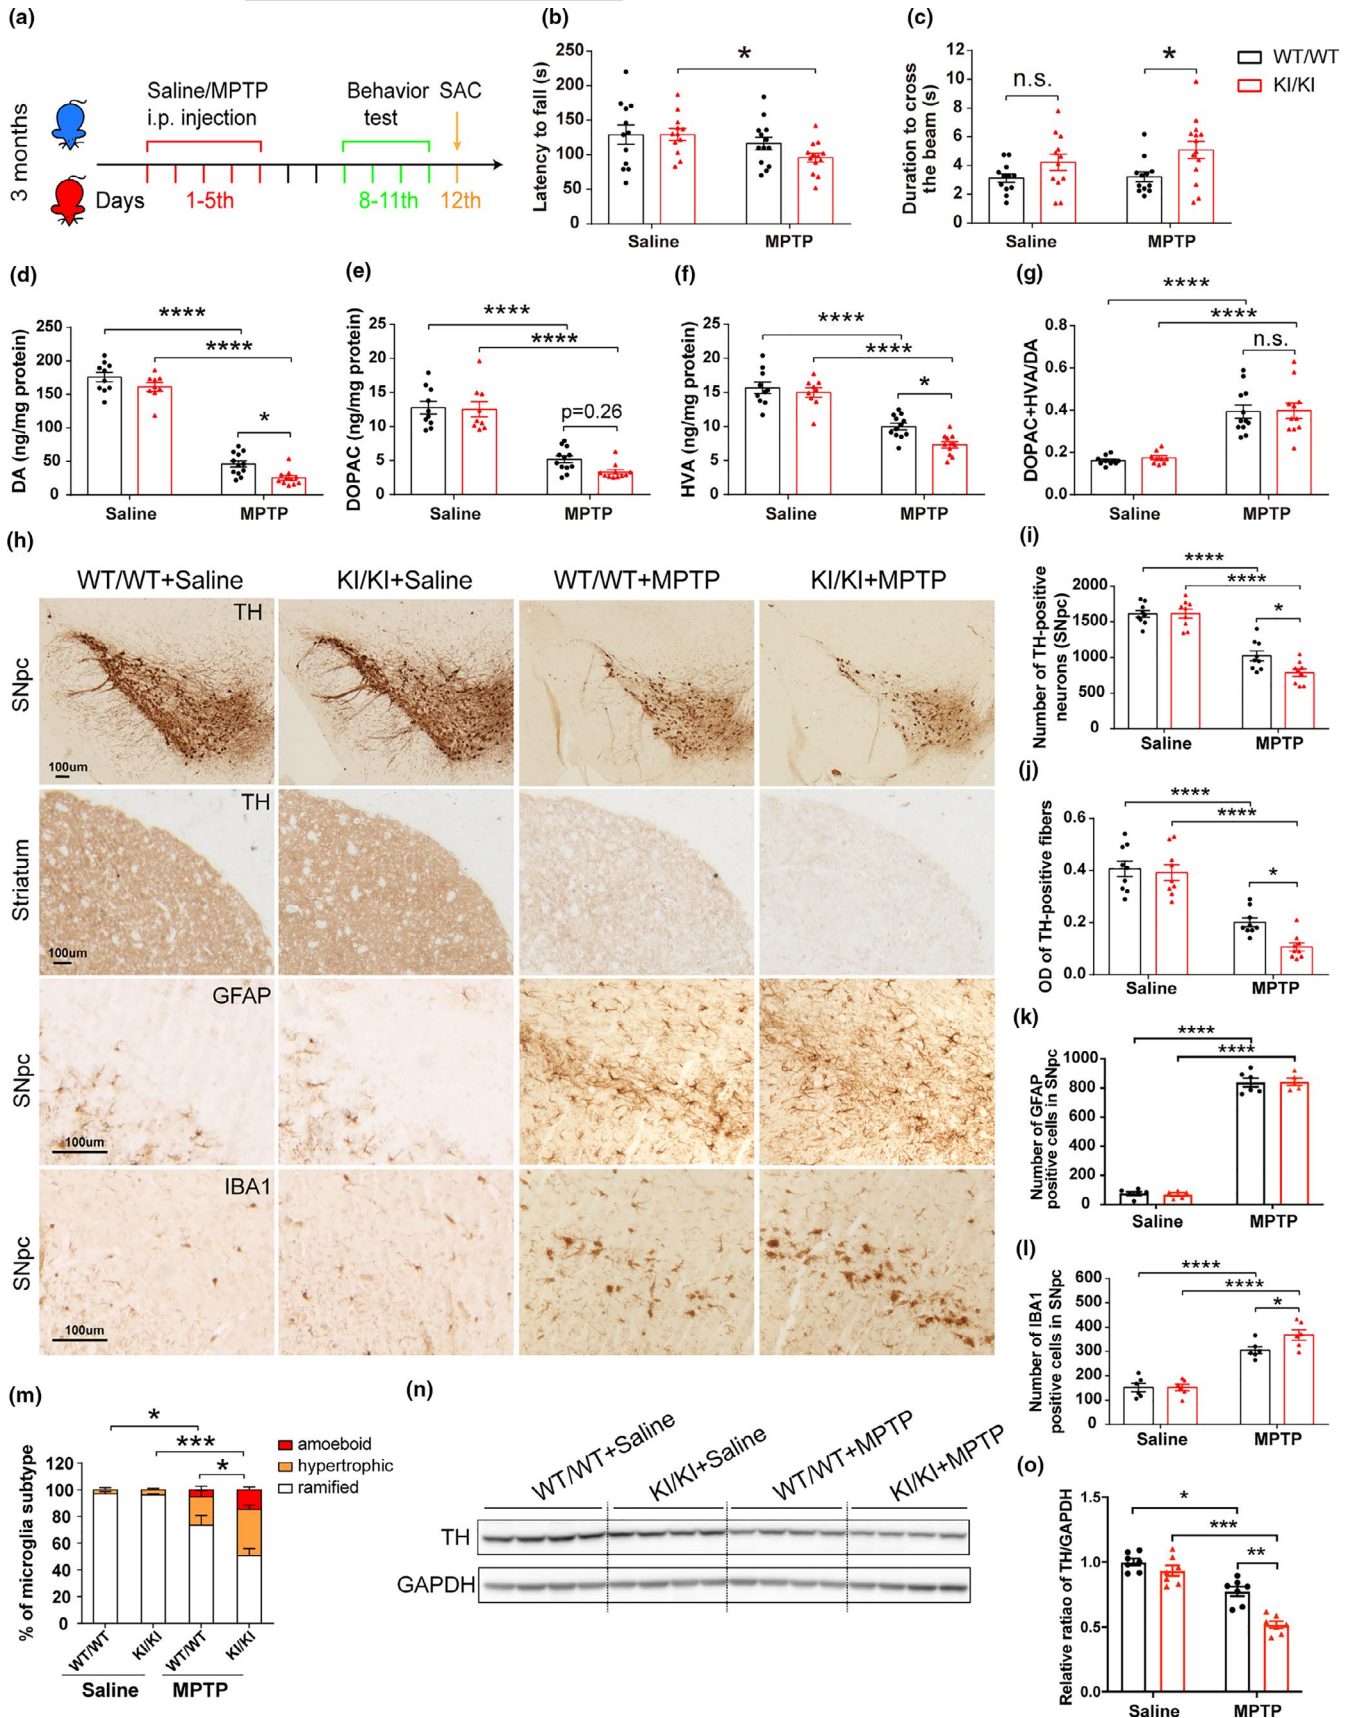 (a)
3 months
Saline/MPTP
i.p. injection
Behavior
test
SAC
Days
1-5th
8-11th
12th
(b)
Latency to fall (s)
250
200
150
100
50
0
*
Saline
MPTP
(c)
Duration to cross
the beam (s)
12
10
8
6
4
2
0
n.s.
*
Saline
MPTP
WT/WT
KI/KI
(d)
DA (ng/mg protein)
250
200
150
100
50
0
****
****
*
Saline
MPTP
(e)
DOPAC (ng/mg protein)
25
20
15
10
5
0
****
****
p=0.26
Saline
MPTP
(f)
HVA (ng/mg protein)
25
20
15
10
5
0
****
****
*
Saline
MPTP
(g)
DOPAC+HVA/DA
0.8
0.6
0.4
0.2
0.0
****
****
n.s.
Saline
MPTP
(h)
WT/WT+Saline
KI/KI+Saline
WT/WT+MPTP
KI/KI+MPTP
SNpc
TH
100um
Striatum
TH
100um
SNpc
GFAP
100um
SNpc
IBA1
100um
(i)
Number of TH-positive
neurons (SNpc)
2000
1500
1000
500
0
****
****
*
Saline
MPTP
(j)
OD of TH-positive fibers
0.6
0.4
0.2
0.0
****
****
*
Saline
MPTP
(k)
Number of GFAP
positive cells in SNpc
1000
800
600
400
200
0
****
****
Saline
MPTP
(l)
Number of IBA1
positive cells in SNpc
600
500
400
300
200
100
0
****
****
*
Saline
MPTP
(m)
% of microglia subtype
120
100
80
60
40
20
0
*
***
*
amoeboid
hypertrophic
ramified
WT/WT
KI/KI
WT/WT
KI/KI
Saline
MPTP
(n)
WT/WT+Saline
KI/KI+Saline
WT/WT+MPTP
KI/KI+MPTP
TH
GAPDH
(o)
Relative ratiao of TH/GAPDH
1.5
1.0
0.5
0.0
*
***
**
Saline
MPTP